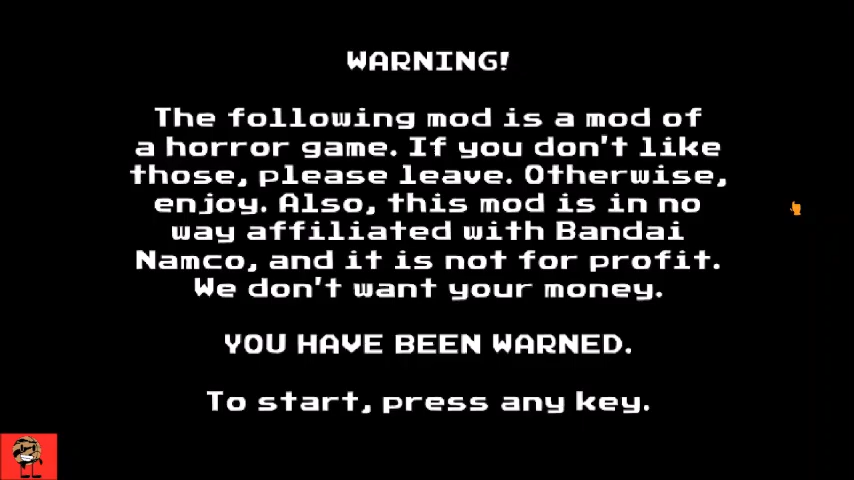 WARNING!
The following mod is a mod of
a horror game. If you don't like
those, please leave. Otherwise,
enjoy. Also, this mod is in no
way affiliated with Bandai
Namco, and it is not for profit.
We don't want your money.
YOU HAVE BEEN WARNED.
To start, press any key.